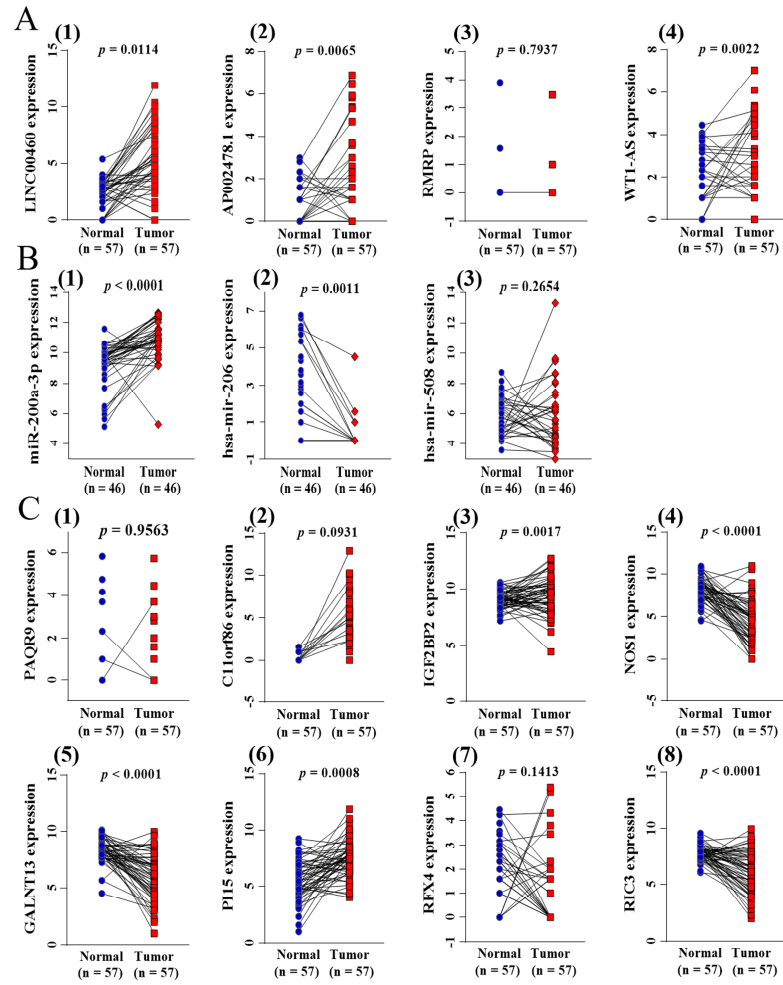 A
(1)
p = 0.0114
LINC00460 expression
15
10
5
0
Normal Tumor
(n = 57) (n = 57)
(2)
p = 0.0065
AP002478.1 expression
8
6
4
2
0
Normal Tumor
(n = 57) (n = 57)
(3)
p = 0.7937
RMRP expression
5
4
3
2
1
0
-1
Normal Tumor
(n = 57) (n = 57)
(4)
p = 0.0022
WT1-AS expression
8
6
4
2
0
Normal Tumor
(n = 57) (n = 57)
B
(1)
p < 0.0001
miR-200a-3p expression
14
12
10
8
6
4
Normal Tumor
(n = 46) (n = 46)
(2)
p = 0.0011
hsa-mir-206 expression
7
5
3
1
-1
Normal Tumor
(n = 46) (n = 46)
(3)
p = 0.2654
hsa-mir-508 expression
14
12
10
8
6
4
Normal Tumor
(n = 46) (n = 46)
C
(1)
p = 0.9563
PAQR9 expression
6
4
2
0
Normal Tumor
(n = 57) (n = 57)
(2)
p = 0.0931
C11orf86 expression
15
10
5
0
-5
Normal Tumor
(n = 57) (n = 57)
(3)
p = 0.0017
IGF2BP2 expression
15
10
5
0
Normal Tumor
(n = 57) (n = 57)
(4)
p < 0.0001
NOS1 expression
15
10
5
0
-5
Normal Tumor
(n = 57) (n = 57)
(5)
p < 0.0001
GALNT13 expression
15
10
5
0
Normal Tumor
(n = 57) (n = 57)
(6)
p = 0.0008
PI15 expression
15
10
5
0
Normal Tumor
(n = 57) (n = 57)
(7)
p = 0.1413
RFX4 expression
6
5
4
3
2
1
0
-1
Normal Tumor
(n = 57) (n = 57)
(8)
p < 0.0001
RIC3 expression
15
10
5
0
Normal Tumor
(n = 57) (n = 57)